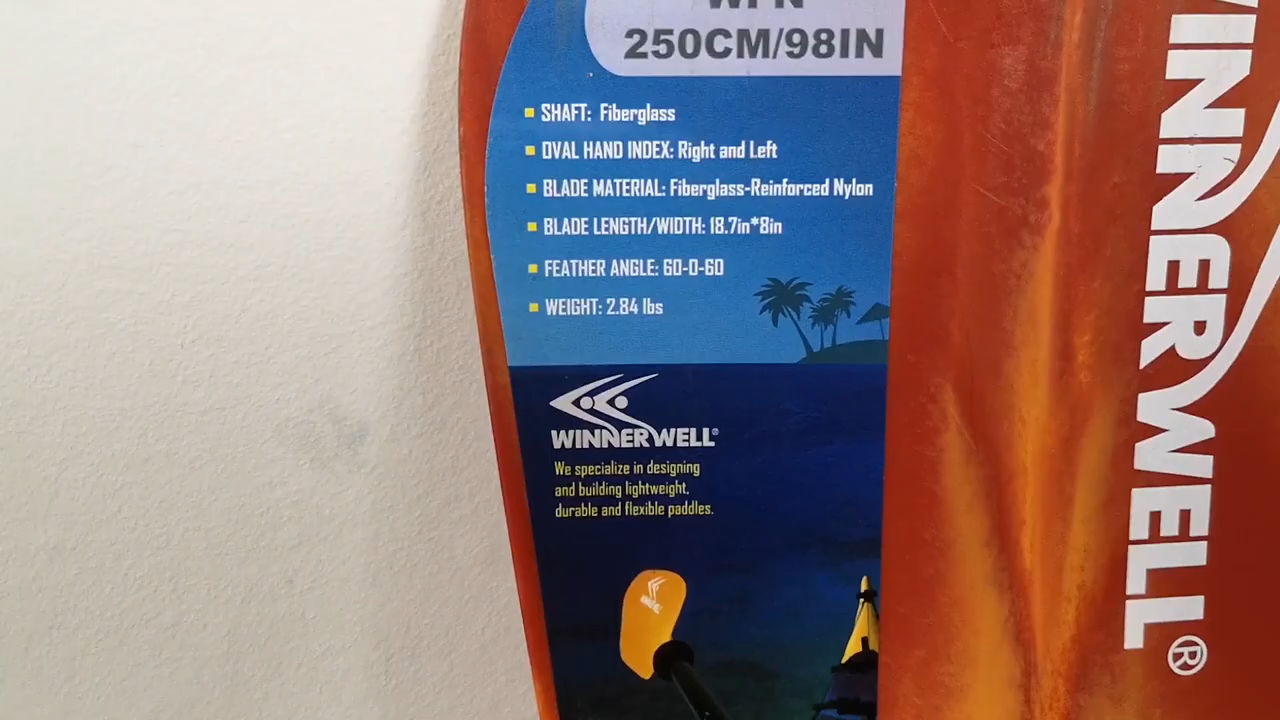 250CM/98IN
SHAFT: Fiberglass
OVAL HAND INDEX: Right and Left
BLADE MATERIAL: Fiberglass-Reinforced Nylon
BLADE LENGTH/WIDTH: 18.7in*8in
FEATHER ANGLE: 60-0-60
WEIGHT: 2.84 lbs
WINNERWELL®
We specialize in designing
and building lightweight,
durable and flexible paddles.
WINNERWELL®